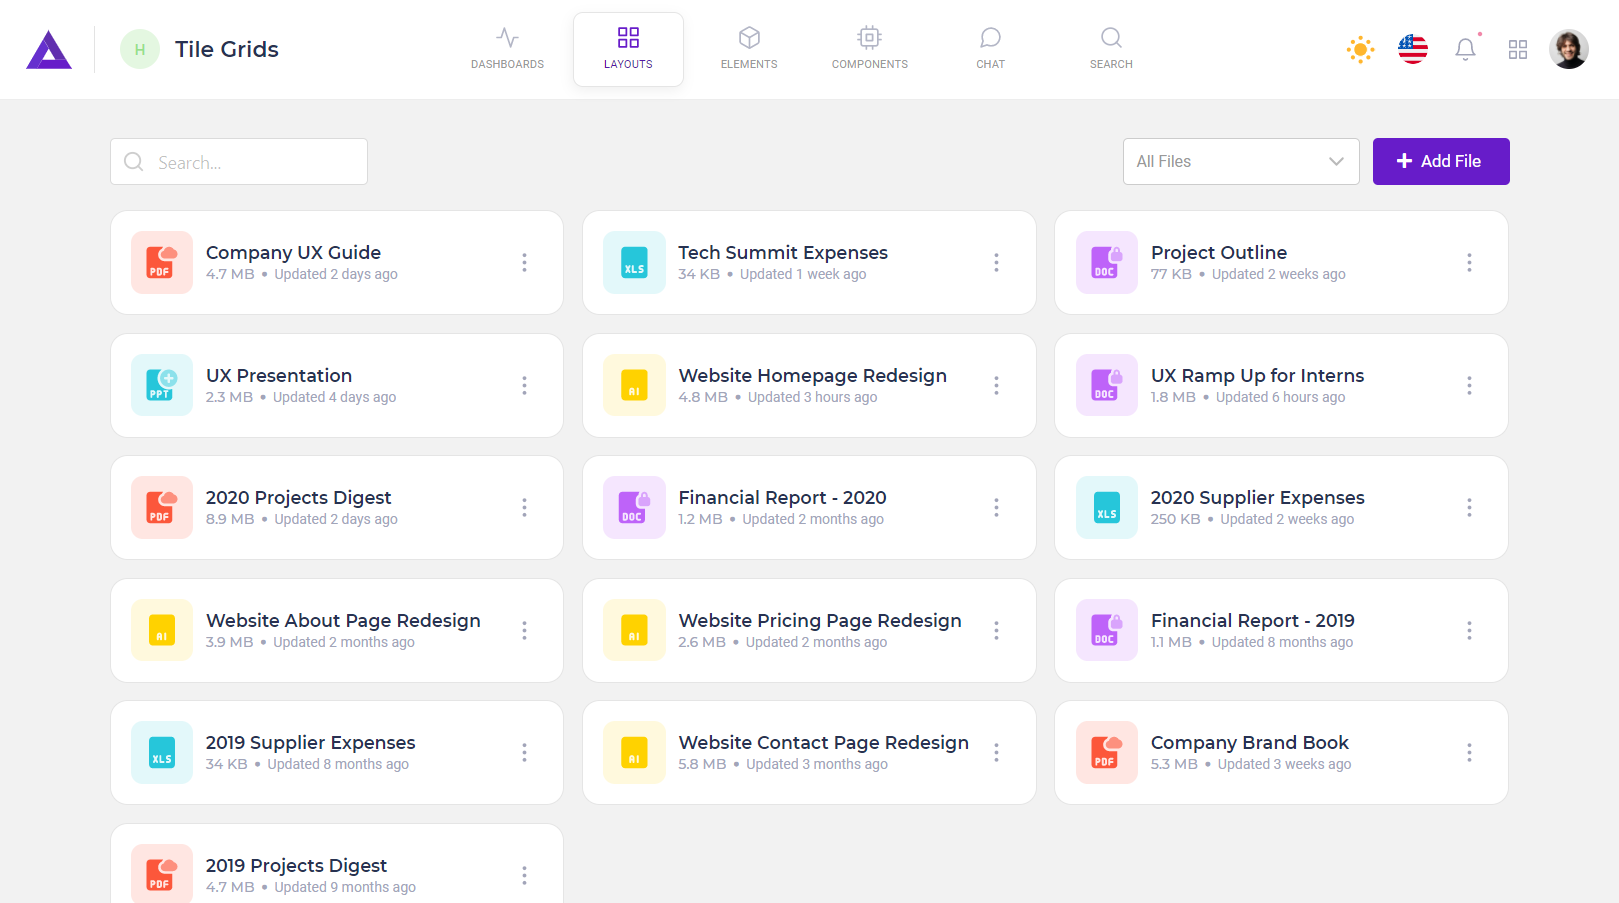 H
Tile Grids
DASHBOARDS
LAYOUTS
ELEMENTS
COMPONENTS
CHAT
SEARCH
Search...
All Files
Add File
PDF
Company UX Guide
4.7 MB • Updated 2 days ago
XLS
Tech Summit Expenses
34 KB • Updated 1 week ago
DOC
Project Outline
77 KB • Updated 2 weeks ago
PPT
UX Presentation
2.3 MB • Updated 4 days ago
AI
Website Homepage Redesign
4.8 MB • Updated 3 hours ago
DOC
UX Ramp Up for Interns
1.8 MB • Updated 6 hours ago
PDF
2020 Projects Digest
8.9 MB • Updated 2 days ago
DOC
Financial Report - 2020
1.2 MB • Updated 2 months ago
XLS
2020 Supplier Expenses
250 KB • Updated 2 weeks ago
AI
Website About Page Redesign
3.9 MB • Updated 2 months ago
AI
Website Pricing Page Redesign
2.6 MB • Updated 2 months ago
DOC
Financial Report - 2019
1.1 MB • Updated 8 months ago
XLS
2019 Supplier Expenses
34 KB • Updated 8 months ago
AI
Website Contact Page Redesign
5.8 MB • Updated 3 months ago
PDF
Company Brand Book
5.3 MB • Updated 3 weeks ago
PDF
2019 Projects Digest
4.7 MB • Updated 9 months ago